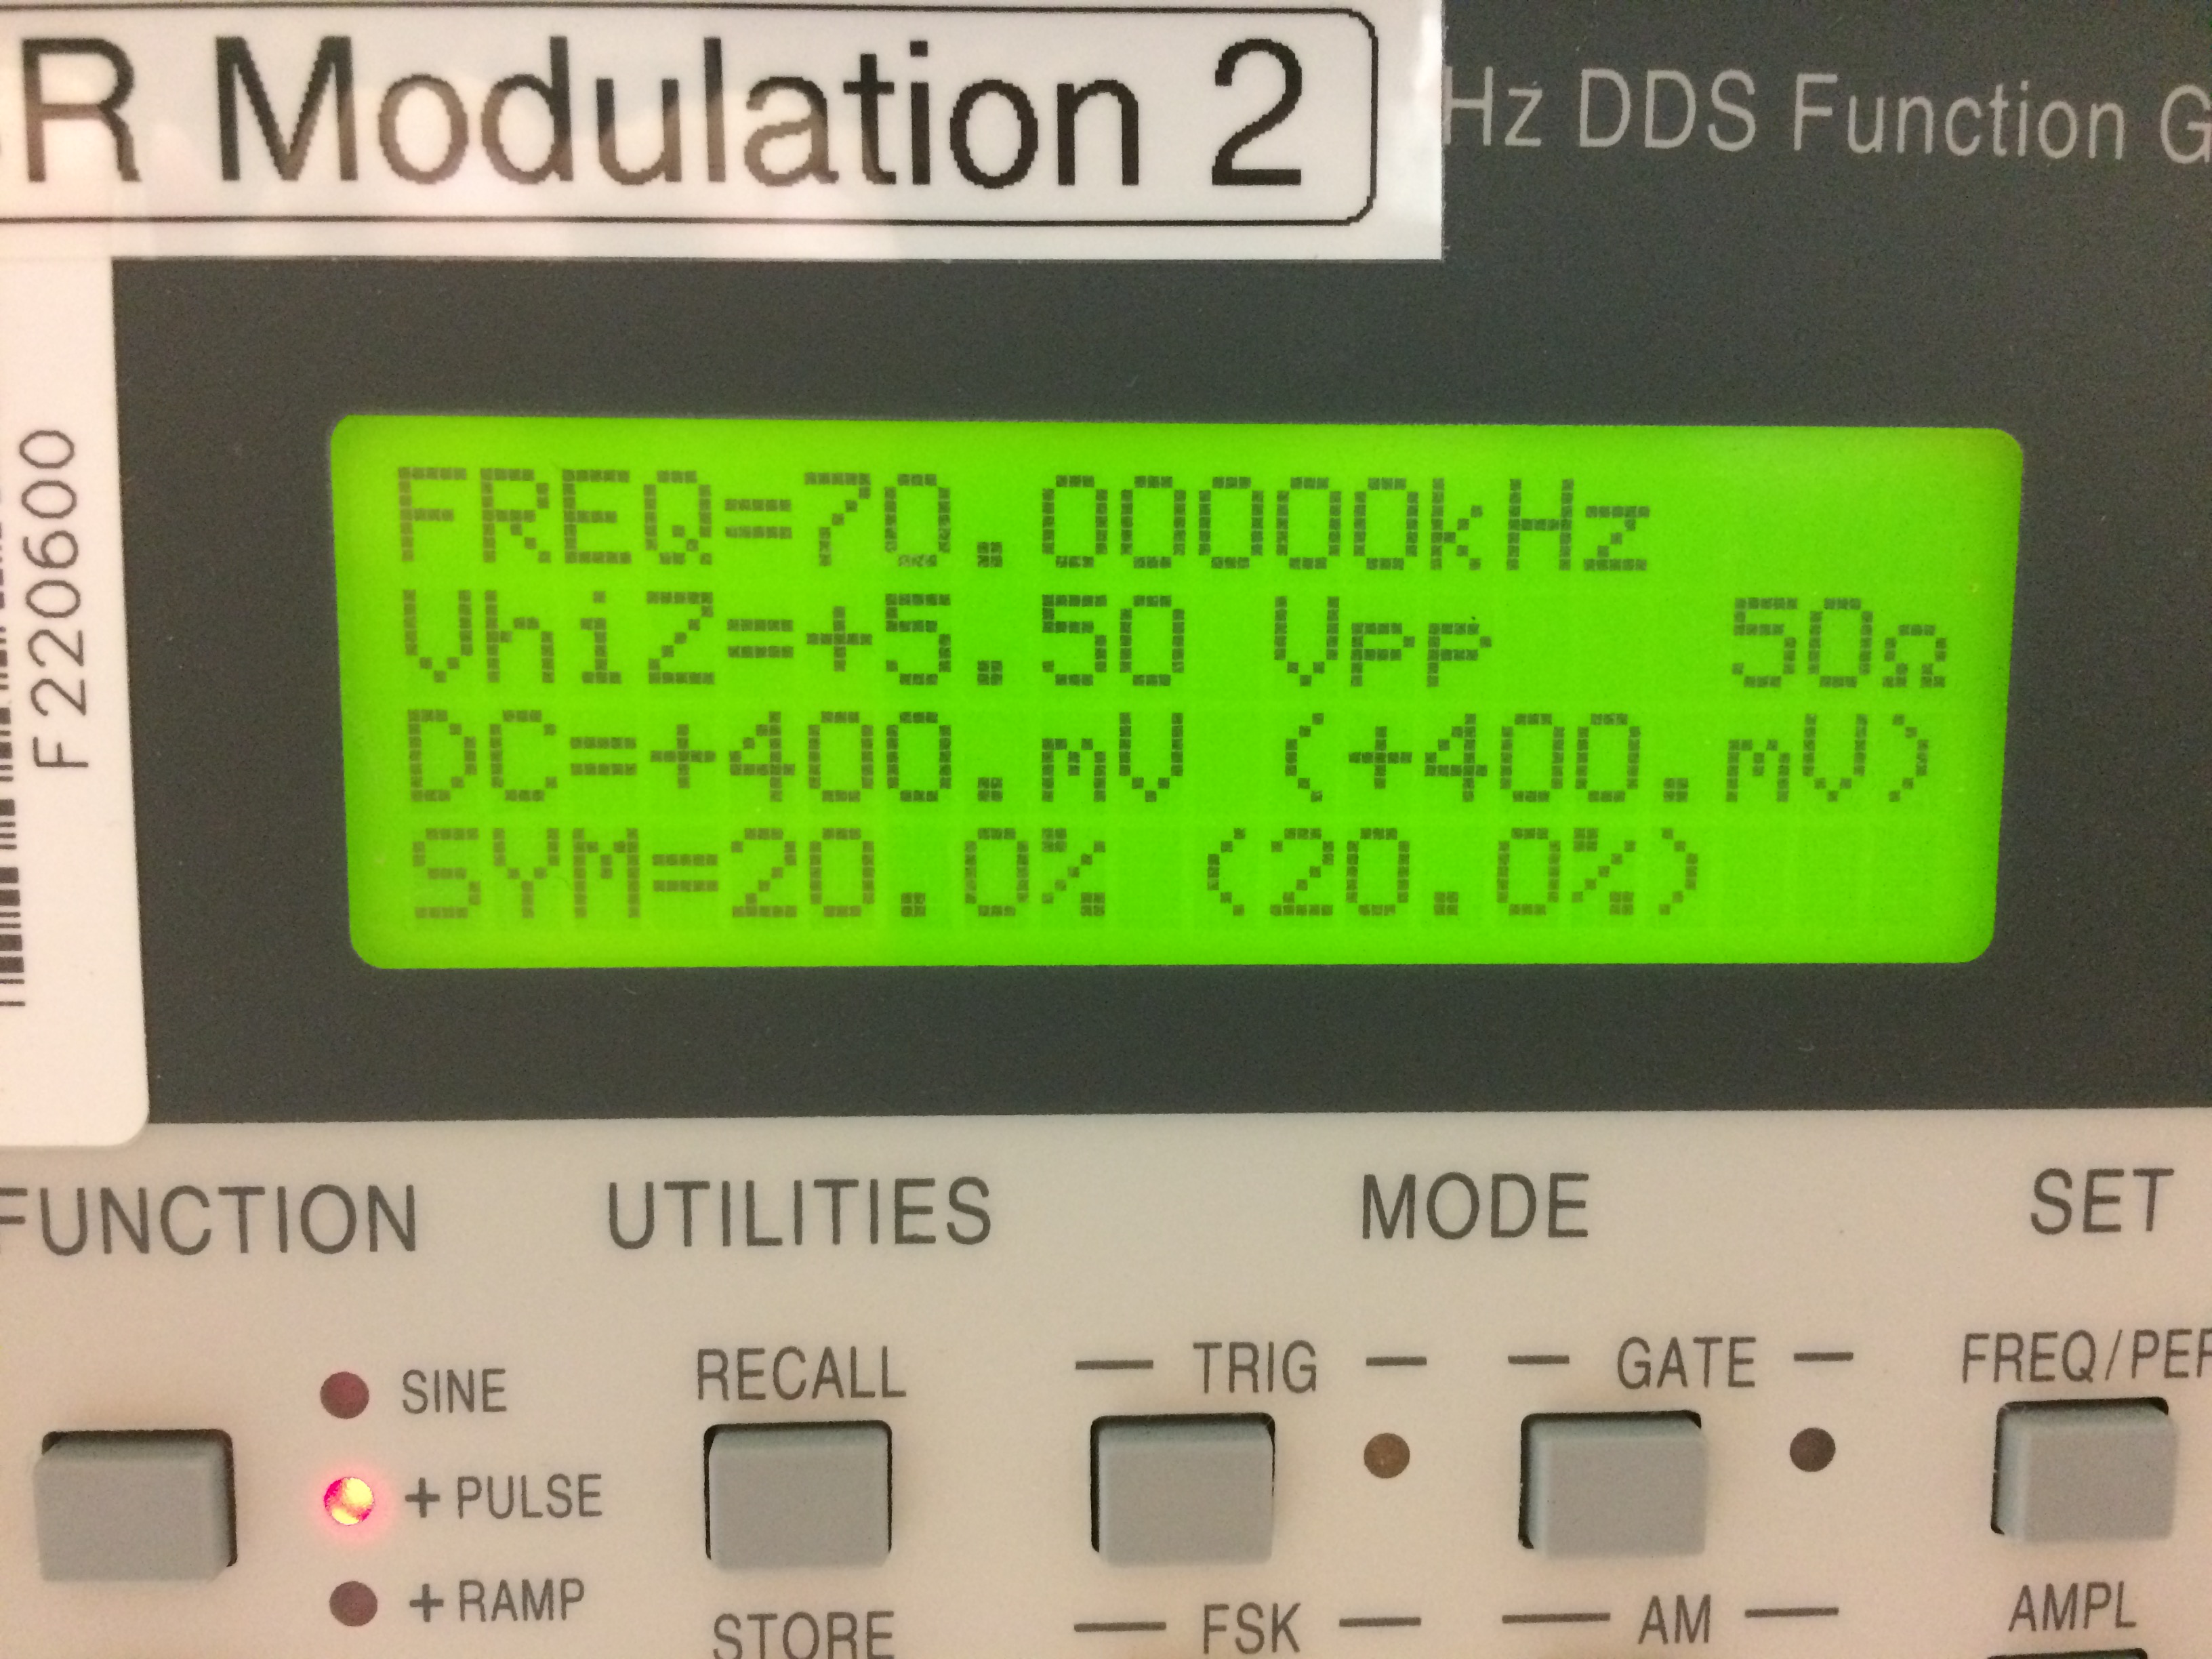 R Modulation 2
Hz DDS Function G
F220600
FREQ=70.00000kHz
VhiZ=+5.50 Vpp 50Ω
DC=+400.mV (+400.mV)
SYM=20.0% (20.0%)
FUNCTION
UTILITIES
MODE
SET
SINE
+PULSE
+RAMP
RECALL
STORE
— TRIG —
— FSK —
— GATE —
— AM —
FREQ/PER
AMPL